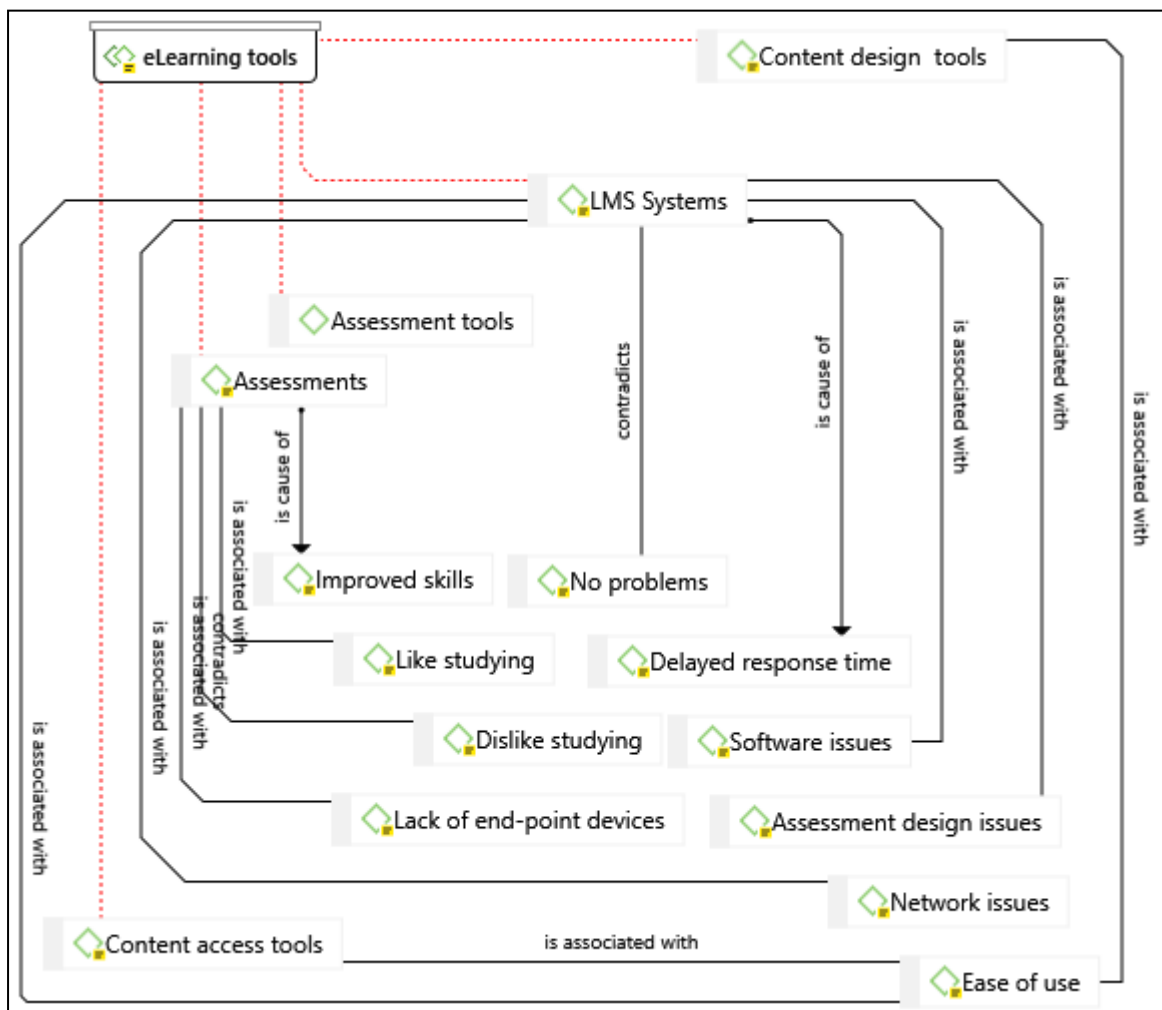 eLearning tools
Content design tools
LMS Systems
Assessment tools
Assessments
is associated with
is associated with
contradicts
is cause of
is associated with
is cause of
is associated with
Improved skills
No problems
is associated with
contradicts
is associated with
Like studying
Delayed response time
Dislike studying
Software issues
is associated with
Lack of end-point devices
Assessment design issues
Network issues
Content access tools
is associated with
Ease of use